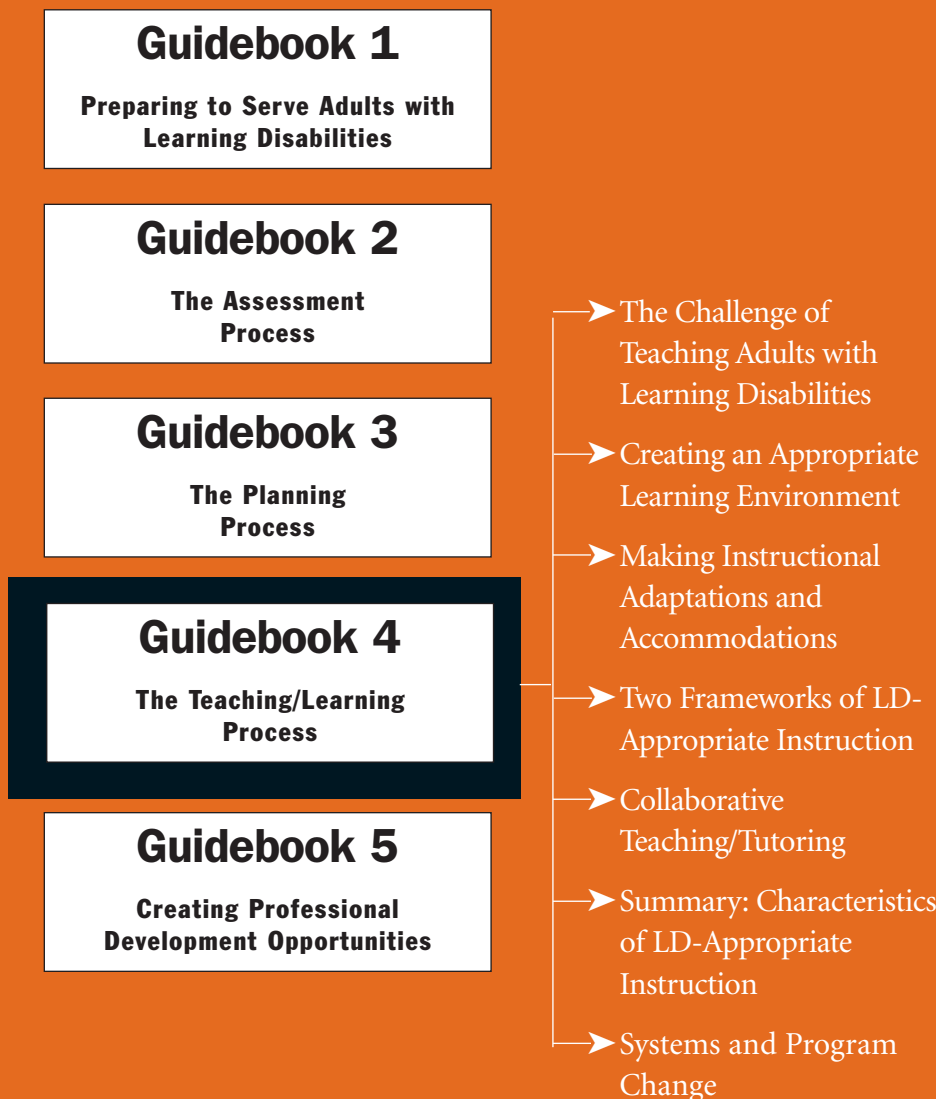 Guidebook 1
Preparing to Serve Adults with
Learning Disabilities
Guidebook 2
The Assessment
Process
Guidebook 3
The Planning
Process
Guidebook 4
The Teaching/Learning
Process
Guidebook 5
Creating Professional
Development Opportunities
The Challenge of
Teaching Adults with
Learning Disabilities
Creating an Appropriate
Learning Environment
Making Instructional
Adaptations and
Accommodations
Two Frameworks of LD-
Appropriate Instruction
Collaborative
Teaching/Tutoring
Summary: Characteristics
of LD-Appropriate
Instruction
Systems and Program
Change